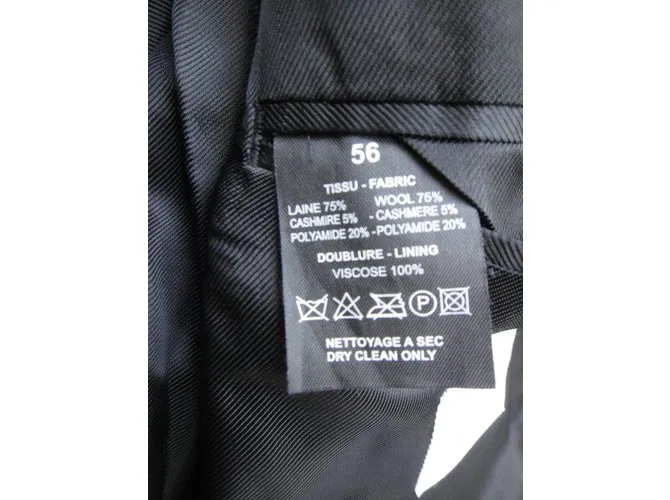 56
TISSU - FABRIC
LAINE 75% WOOL 75%
CASHMIRE 5% - CASHMERE 5%
POLYAMIDE 20% - POLYAMIDE 20%
DOUBLURE - LINING
VISCOSE 100%
P
NETTOYAGE A SEC
DRY CLEAN ONLY